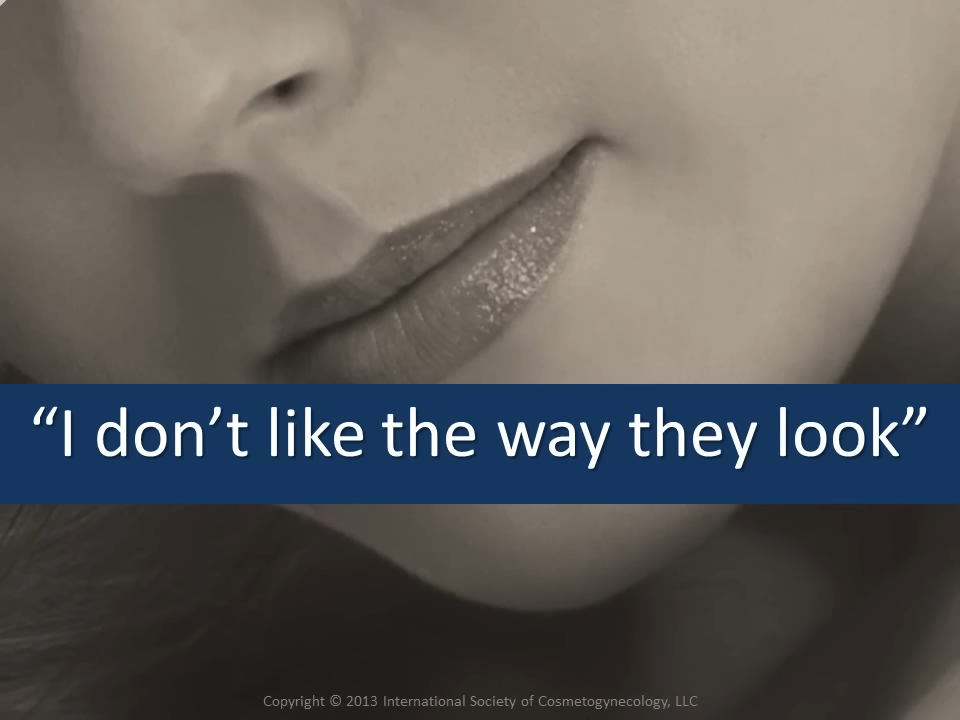 “I don’t like the way they look”
Copyright © 2013 International Society of Cosmetogynecology, LLC